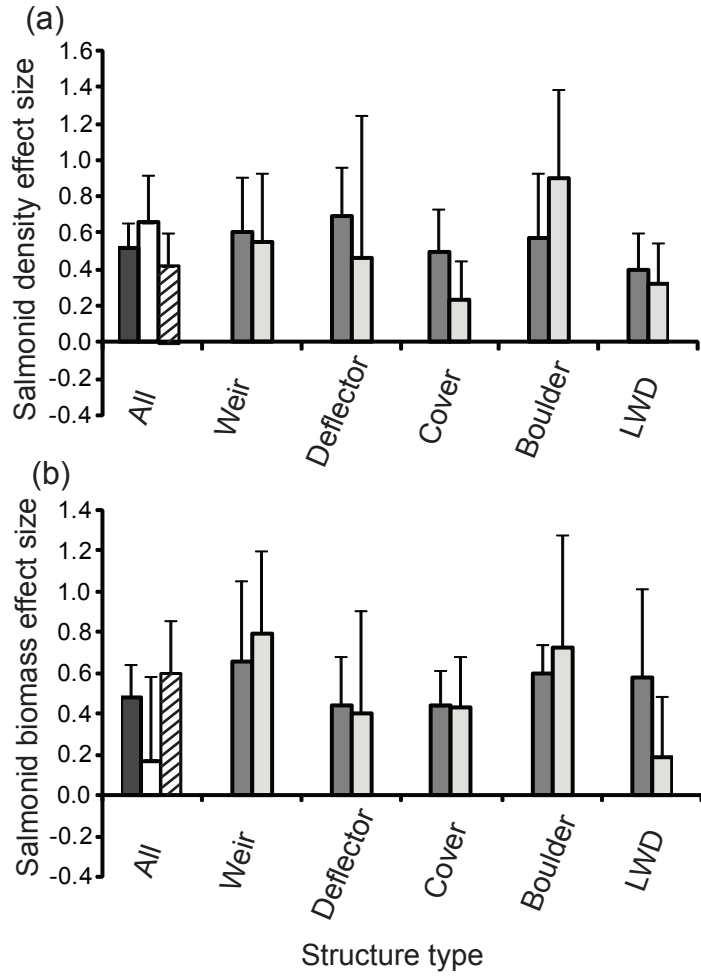 (a)
Salmonid density effect size
1.6
1.4
1.2
1.0
0.8
0.6
0.4
0.2
0.0
-0.2
-0.4
All
Weir
Deflector
Cover
Boulder
LWD
(b)
Salmonid biomass effect size
1.4
1.2
1.0
0.8
0.6
0.4
0.2
0.0
-0.2
-0.4
All
Weir
Deflector
Cover
Boulder
LWD
Structure type